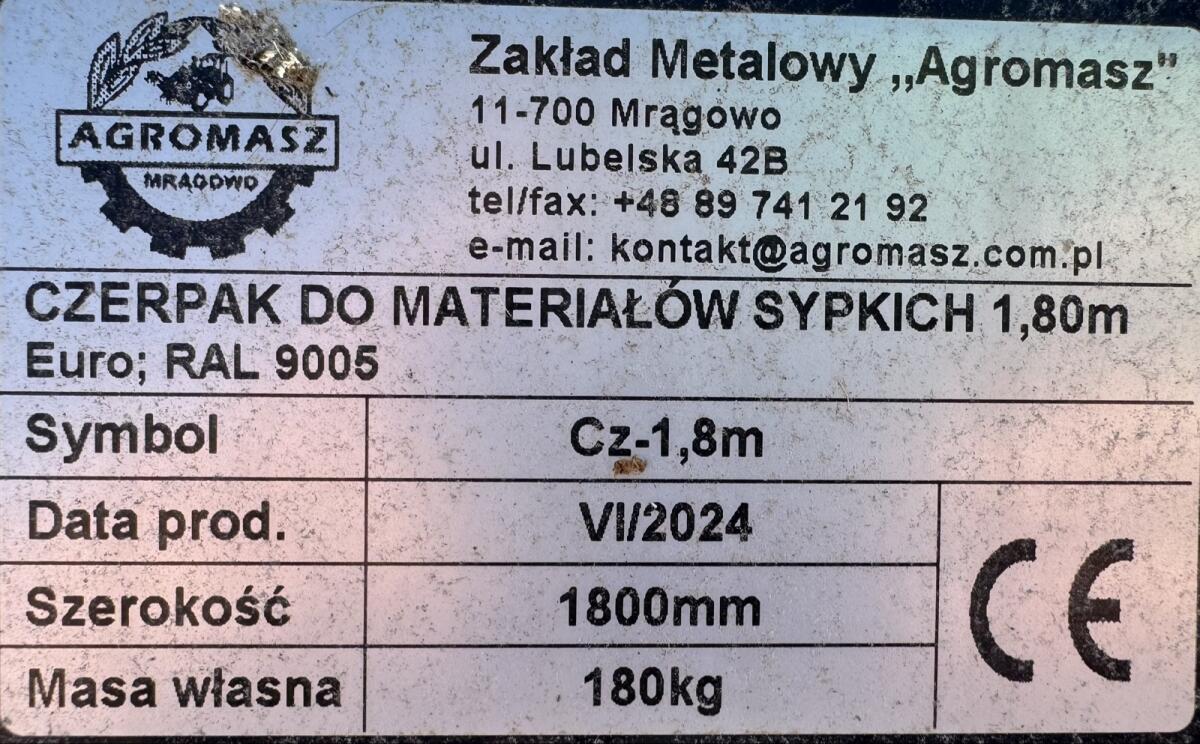 AGROMASZ
MRĄGOWO
Zakład Metalowy „Agromasz"
11-700 Mrągowo
ul. Lubelska 42B
tel/fax: +48 89 741 21 92
e-mail: kontakt@agromasz.com.pl
CZERPAK DO MATERIAŁÓW SYPKICH 1,80m
Euro; RAL 9005
Symbol Cz-1,8m
Data prod. VI/2024
Szerokość 1800mm
Masa własna 180kg
CE